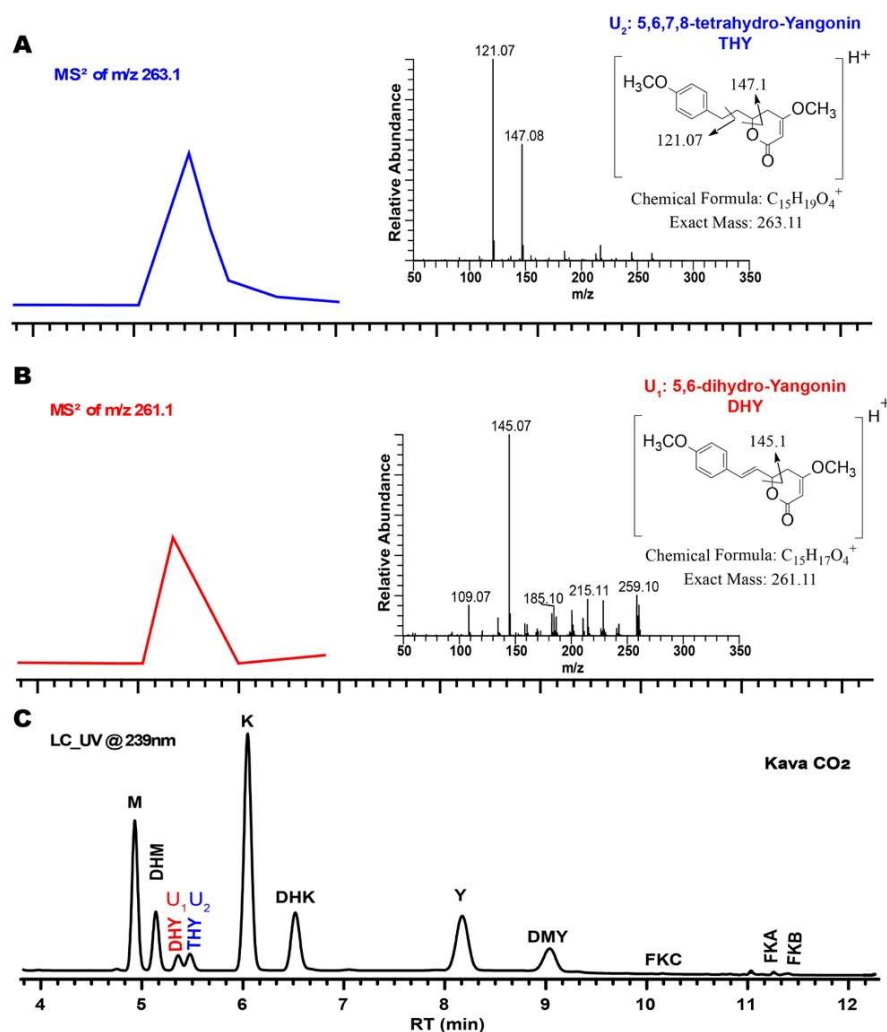 A
MS² of m/z 263.1
U₂: 5,6,7,8-tetrahydro-Yangonin
THY
Relative Abundance
121.07
147.08
50 100 150 200 250 300 350
m/z
H⁺
H₃CO
147.1
OCH₃
O
O
121.07
Chemical Formula: C₁₅H₁₉O₄⁺
Exact Mass: 263.11
B
MS² of m/z 261.1
U₁: 5,6-dihydro-Yangonin
DHY
Relative Abundance
145.07
109.07
185.10
215.11
259.10
50 100 150 200 250 300 350
m/z
H⁺
H₃CO
145.1
OCH₃
O
O
Chemical Formula: C₁₅H₁₇O₄⁺
Exact Mass: 261.11
C
LC_UV @ 239nm
Kava CO₂
M
DHM
U₁ U₂
DHY
THY
K
DHK
Y
DMY
FKC
FKA
FKB
4 5 6 7 8 9 10 11 12
RT (min)